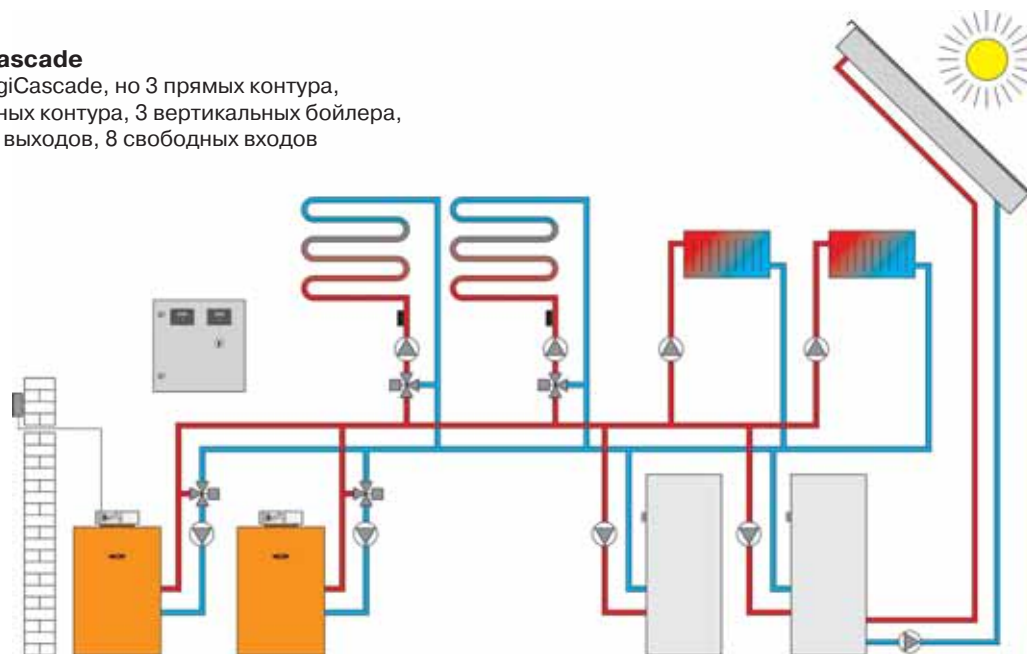 ascade
giCascade, но 3 прямых контура,
ных контура, 3 вертикальных бойлера,
выходов, 8 свободных входов